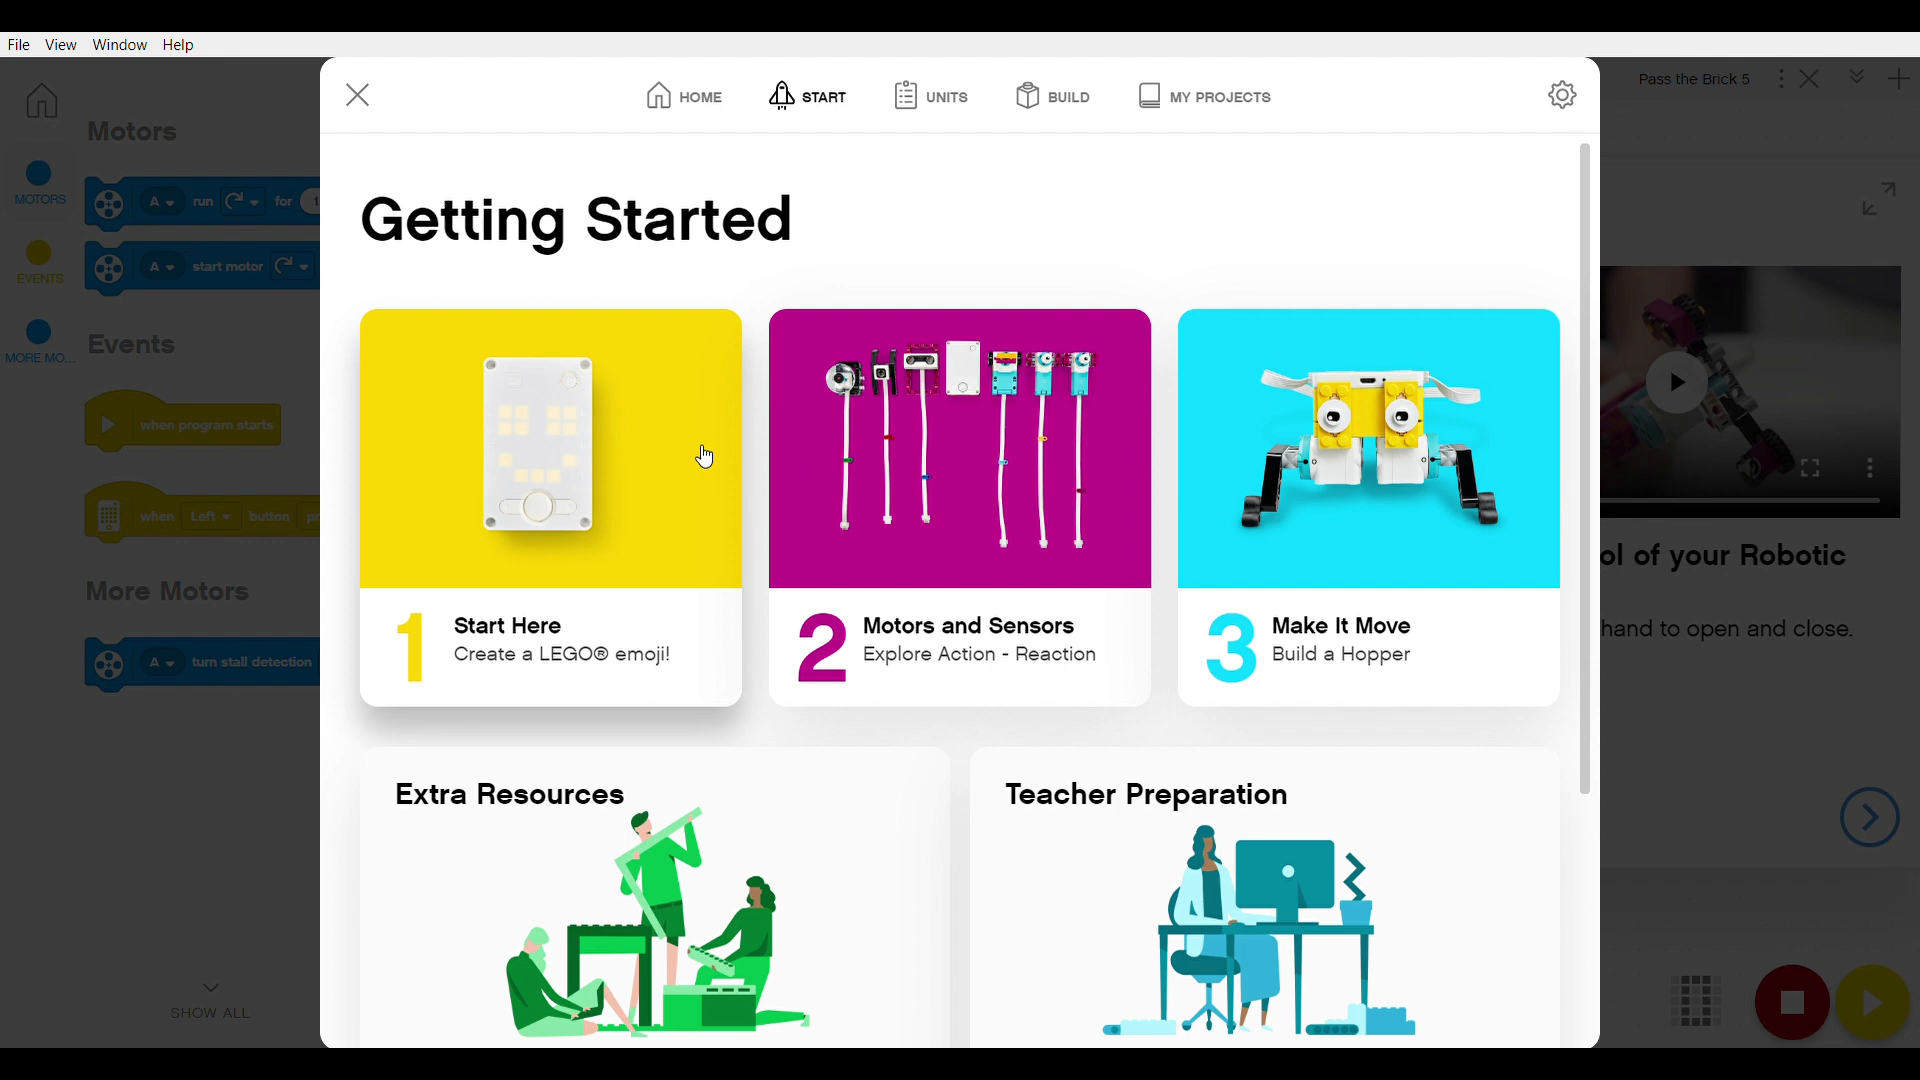 File View Window Help
HOME START UNITS BUILD MY PROJECTS
Pass the Brick 5
Motors
MOTORS
A run for 1
EVENTS
A start motor
MORE MO...
Events
when program starts
when Left button
More Motors
A turn stall detection
SHOW ALL
Getting Started
1 Start Here
Create a LEGO® emoji!
2 Motors and Sensors
Explore Action - Reaction
3 Make It Move
Build a Hopper
Extra Resources
Teacher Preparation
of your Robotic
hand to open and close.